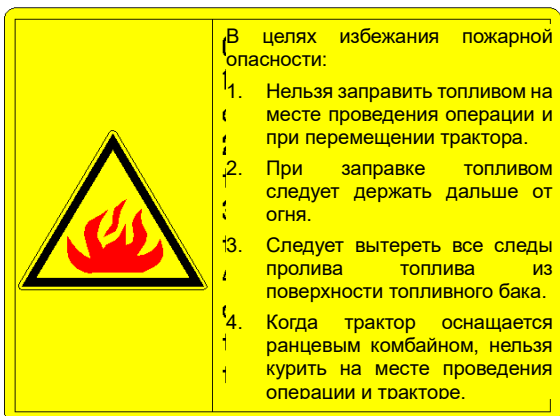 В целях избежания пожарной
опасности:
1. Нельзя заправить топливом на
месте проведения операции и
при перемещении трактора.
2. При заправке топливом
следует держать дальше от
огня.
3. Следует вытереть все следы
пролива топлива из
поверхности топливного бака.
4. Когда трактор оснащается
ранцевым комбайном, нельзя
курить на месте проведения
операции и тракторе.